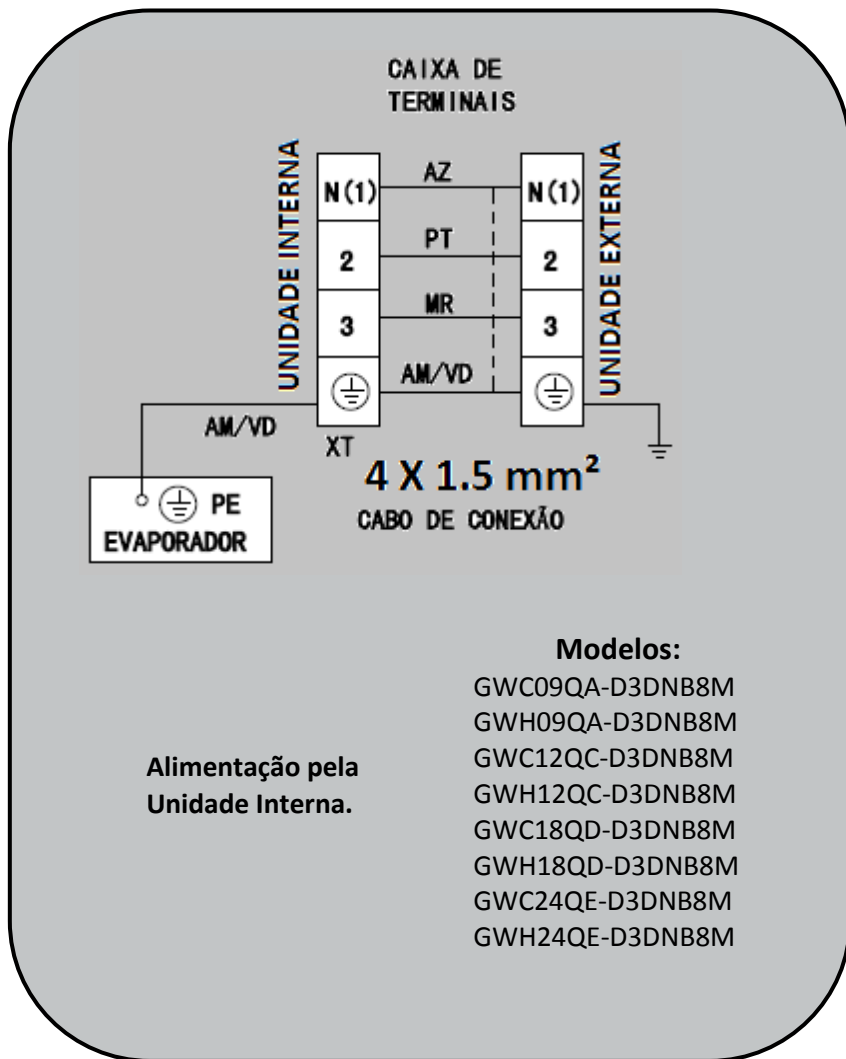 CAIXA DE
TERMINAIS
UNIDADE INTERNA
N(1)
AZ
N(1)
UNIDADE EXTERNA
2
PT
2
3
MR
3
AM/VD
AM/VD
XT
4 X 1.5 mm²
PE
EVAPORADOR
CABO DE CONEXÃO
Modelos:
GWC09QA-D3DNB8M
GWH09QA-D3DNB8M
GWC12QC-D3DNB8M
GWH12QC-D3DNB8M
GWC18QD-D3DNB8M
GWH18QD-D3DNB8M
GWC24QE-D3DNB8M
GWH24QE-D3DNB8M
Alimentação pela
Unidade Interna.